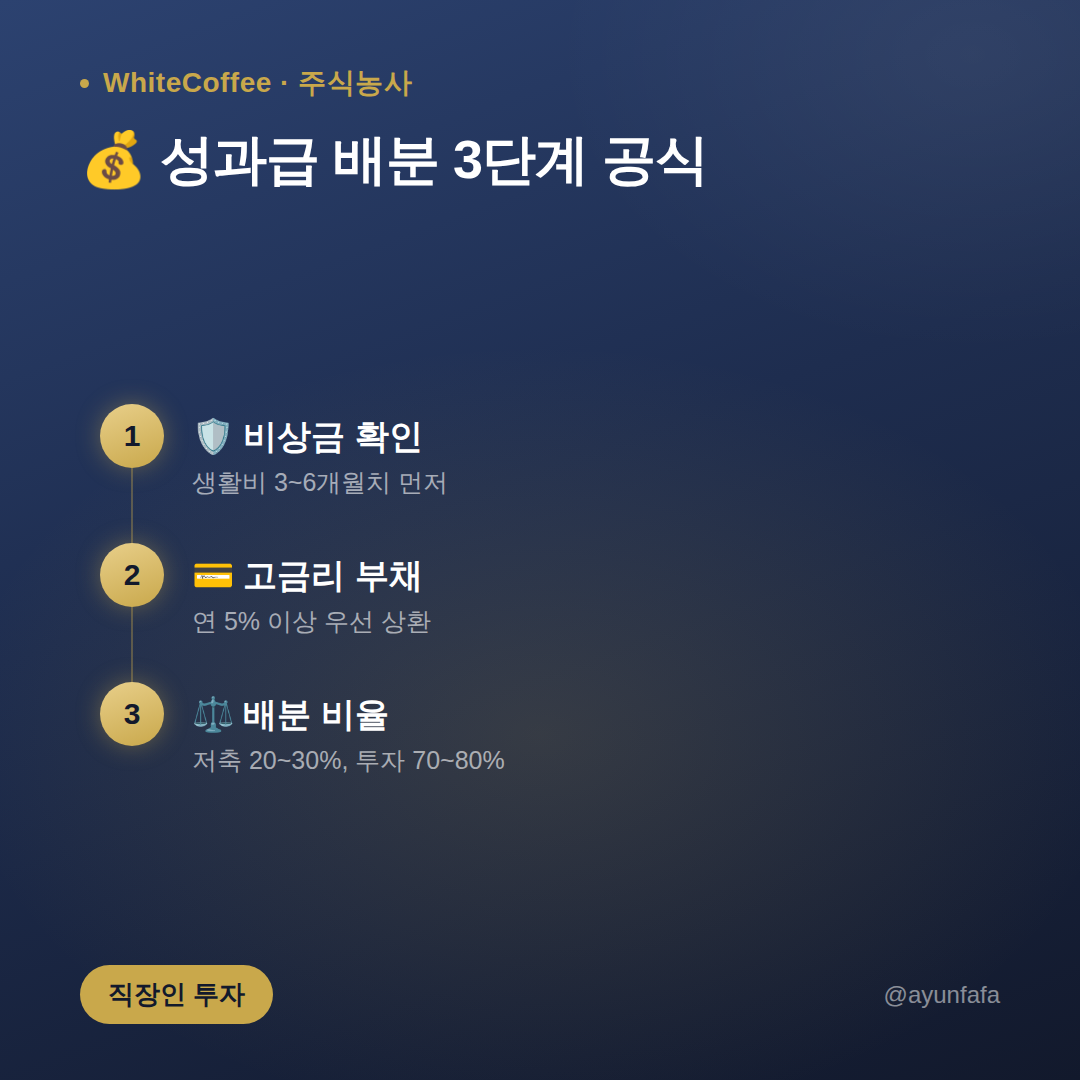 WhiteCoffee · 주식농사
💰 성과급 배분 3단계 공식
1
🛡️ 비상금 확인
생활비 3~6개월치 먼저
2
💳 고금리 부채
연 5% 이상 우선 상환
3
⚖️ 배분 비율
저축 20~30%, 투자 70~80%
직장인 투자
@ayunfafa